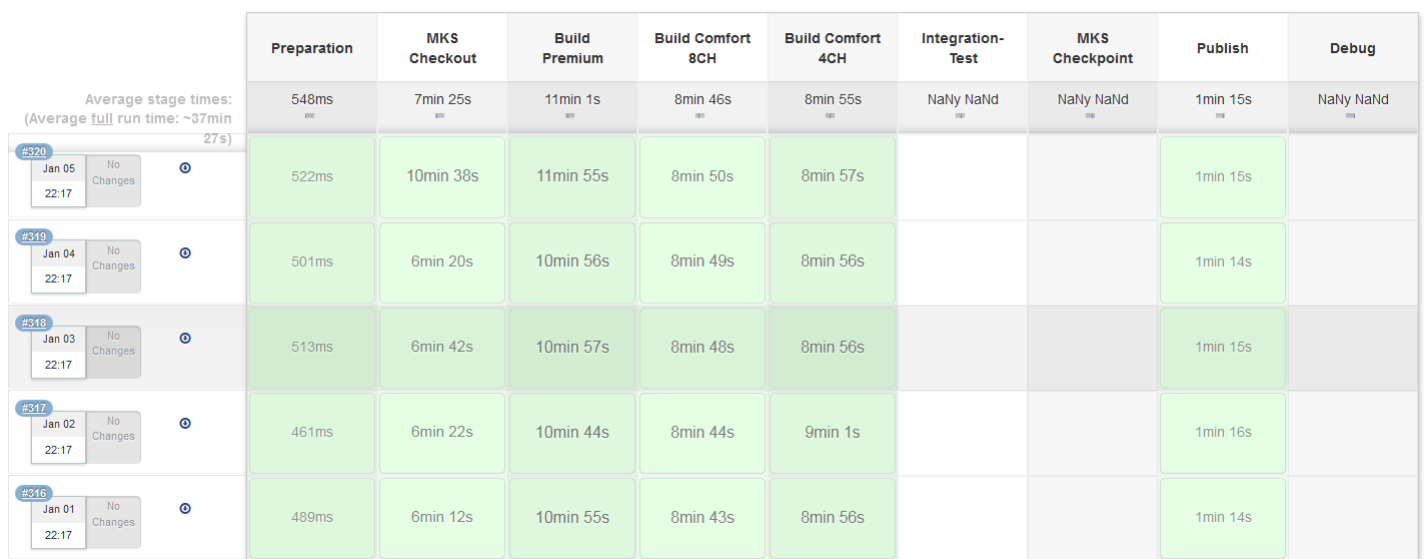 Preparation
MKS Checkout
Build Premium
Build Comfort 8CH
Build Comfort 4CH
Integration-Test
MKS Checkpoint
Publish
Debug
Average stage times:
(Average full run time: ~37min 27s)
548ms
7min 25s
11min 1s
8min 46s
8min 55s
NaNy NaNd
NaNy NaNd
1min 15s
NaNy NaNd
#320
Jan 05
22:17
No Changes
522ms
10min 38s
11min 55s
8min 50s
8min 57s
1min 15s
#319
Jan 04
22:17
No Changes
501ms
6min 20s
10min 56s
8min 49s
8min 56s
1min 14s
#318
Jan 03
22:17
No Changes
513ms
6min 42s
10min 57s
8min 48s
8min 56s
1min 15s
#317
Jan 02
22:17
No Changes
461ms
6min 22s
10min 44s
8min 44s
9min 1s
1min 16s
#316
Jan 01
22:17
No Changes
489ms
6min 12s
10min 55s
8min 43s
8min 56s
1min 14s